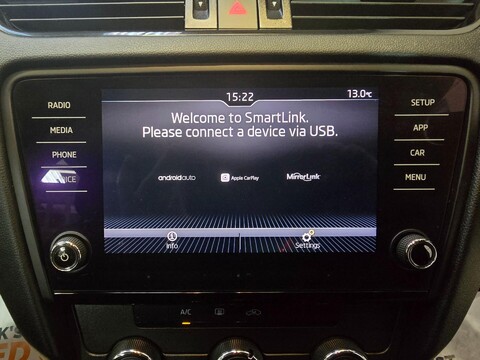 15:22
13.0°C
Welcome to SmartLink.
Please connect a device via USB.
androidauto
Apple CarPlay
MirrorLink
Info
Settings
RADIO
MEDIA
PHONE
SETUP
APP
CAR
MENU
A/C